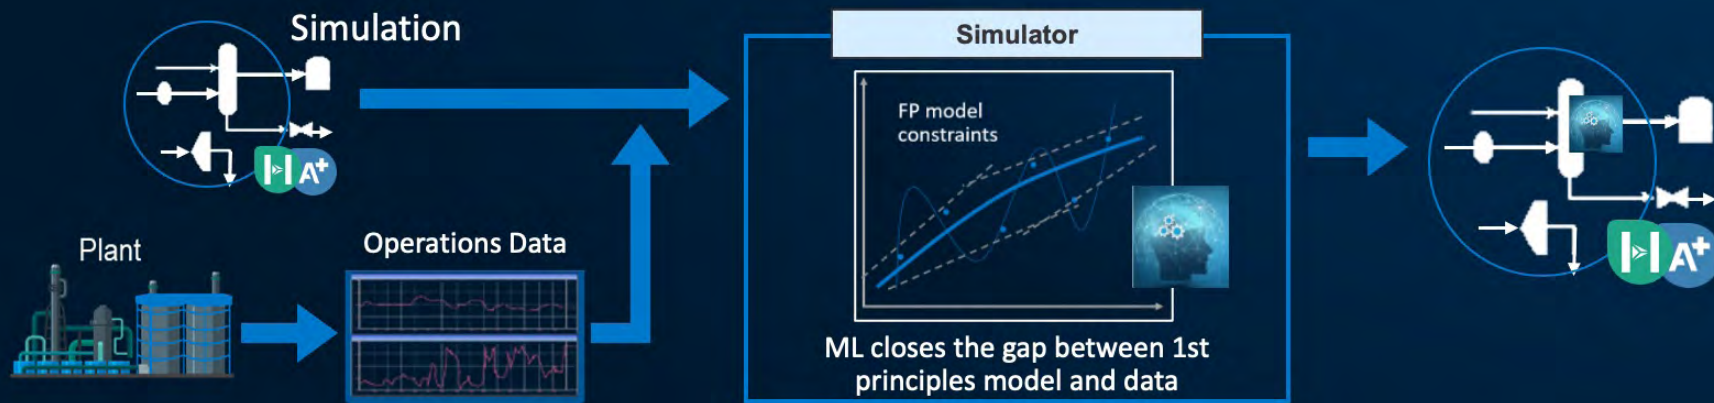 Simulation
Simulator
FP model
constraints
H A+
Plant
Operations Data
ML closes the gap between 1st
principles model and data
H A+